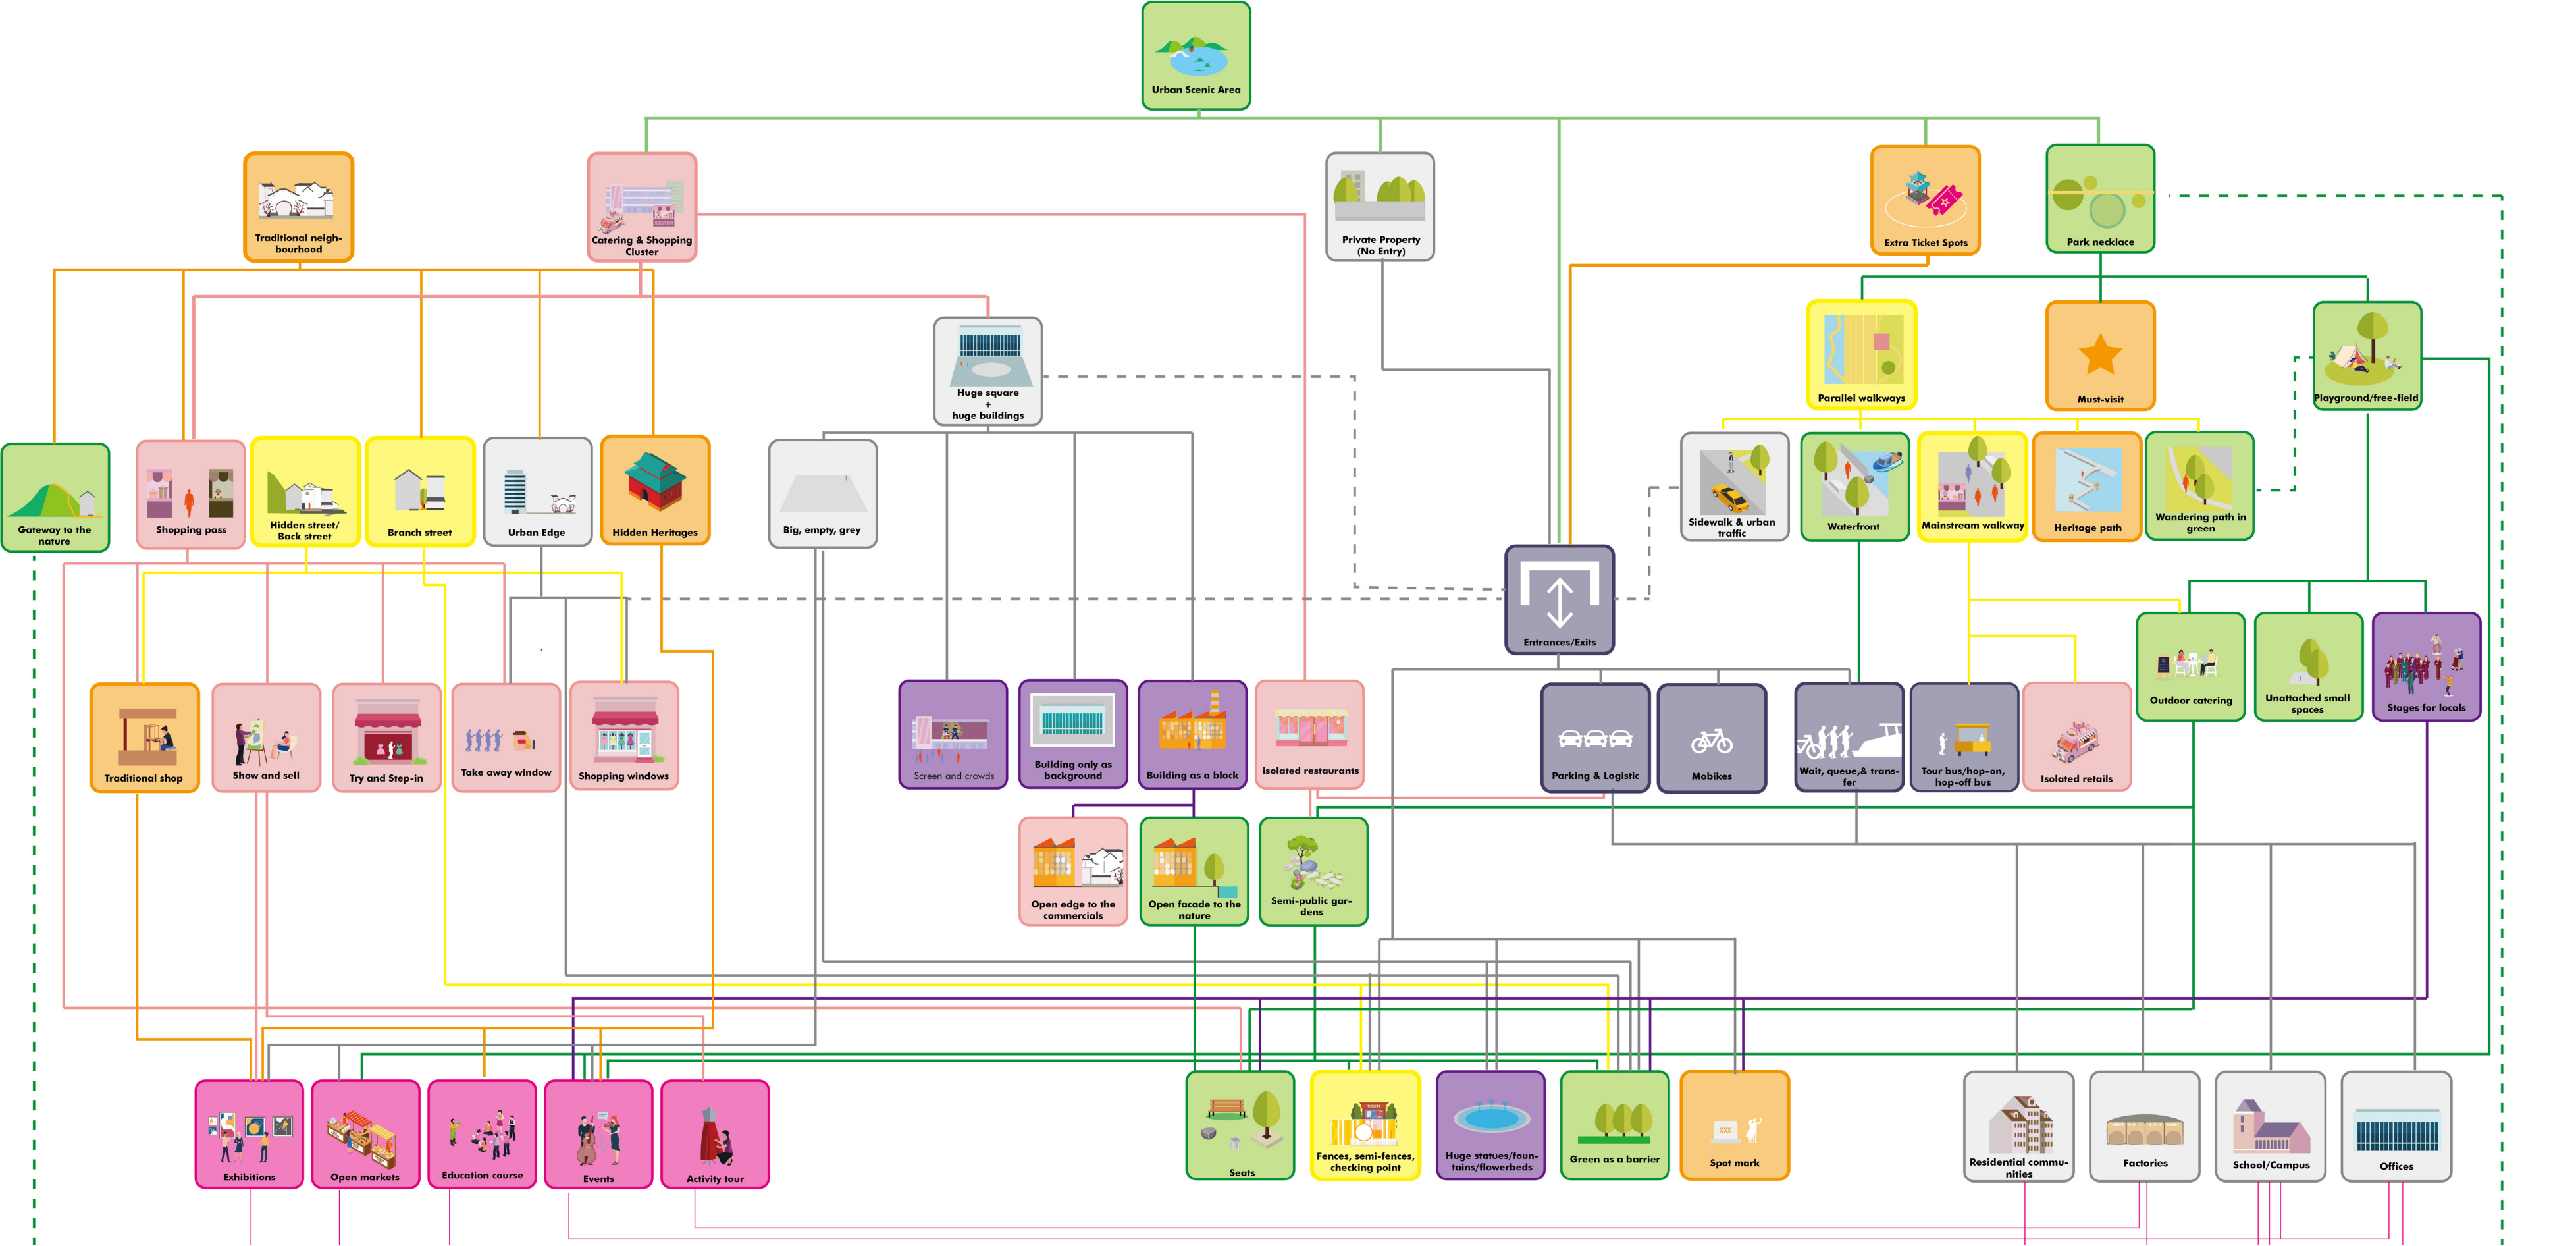 Urban Scenic Area
Traditional neigh-
bourhood
Catering & Shopping
Cluster
Private Property
(No Entry)
Extra Ticket Spots
Park necklace
Huge square
+
huge buildings
Parallel walkways
Must-visit
Playground/free-field
Gateway to the
nature
Shopping pass
Hidden street/
Back street
Branch street
Urban Edge
Hidden Heritages
Big, empty, grey
Sidewalk & urban
traffic
Waterfront
Mainstream walkway
Heritage path
Wandering path in
green
Entrances/Exits
Outdoor catering
Unattached small
spaces
Stages for locals
Traditional shop
Show and sell
Try and Step-in
Take away window
Shopping windows
Screen and crowds
Building only as
background
Building as a block
isolated restaurants
Parking & Logistic
Mobikes
Wait, queue,& trans-
fer
Tour bus/hop-on,
hop-off bus
Isolated retails
Open edge to the
commercials
Open facade to the
nature
Semi-public gar-
dens
Exhibitions
Open markets
Education course
Events
Activity tour
Seats
TICKETS
Fences, semi-fences,
checking point
Huge statues/foun-
tains/flowerbeds
Green as a barrier
XXX
Spot mark
Residential commu-
nities
Factories
School/Campus
Offices